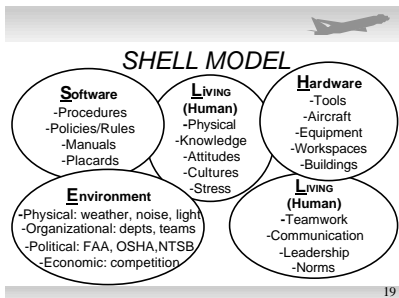 SHELL MODEL
Software
-Procedures
-Policies/Rules
-Manuals
-Placards
LIVING
(Human)
-Physical
-Knowledge
-Attitudes
-Cultures
-Stress
Hardware
-Tools
-Aircraft
-Equipment
-Workspaces
-Buildings
Environment
-Physical: weather, noise, light
-Organizational: depts, teams
-Political: FAA, OSHA,NTSB
-Economic: competition
LIVING
(Human)
-Teamwork
-Communication
-Leadership
-Norms
19